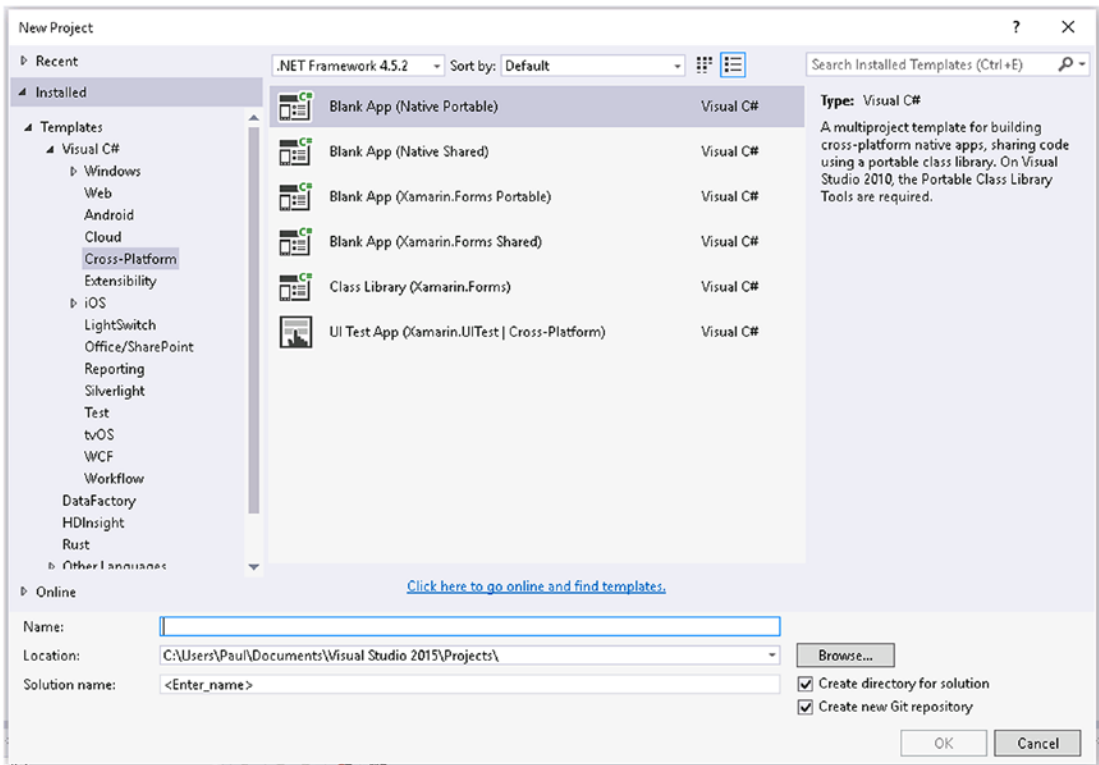 New Project
? ×
Recent
.NET Framework 4.5.2 Sort by: Default
Search Installed Templates (Ctrl+E)
Installed
Templates
Visual C#
Windows
Web
Android
Cloud
Cross-Platform
Extensibility
iOS
LightSwitch
Office/SharePoint
Reporting
Silverlight
Test
tvOS
WCF
Workflow
DataFactory
HDInsight
Rust
Other Languages
Online
Blank App (Native Portable) Visual C#
Blank App (Native Shared) Visual C#
Blank App (Xamarin.Forms Portable) Visual C#
Blank App (Xamarin.Forms Shared) Visual C#
Class Library (Xamarin.Forms) Visual C#
UI Test App (Xamarin.UITest | Cross-Platform) Visual C#
Click here to go online and find templates.
Type: Visual C#
A multiproject template for building
cross-platform native apps, sharing code
using a portable class library. On Visual
Studio 2010, the Portable Class Library
Tools are required.
Name:
Location: C:\Users\Paul\Documents\Visual Studio 2015\Projects\
Browse...
Solution name: <Enter_name>
Create directory for solution
Create new Git repository
OK Cancel